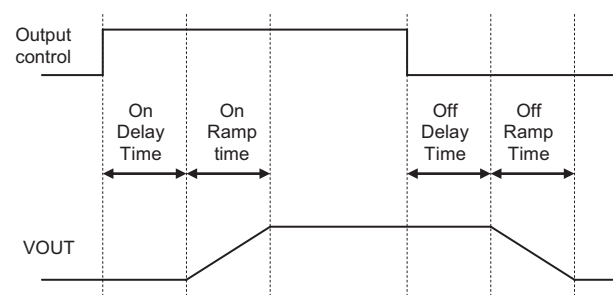 Output
control
On
Delay
Time
On
Ramp
time
Off
Delay
Time
Off
Ramp
Time
VOUT